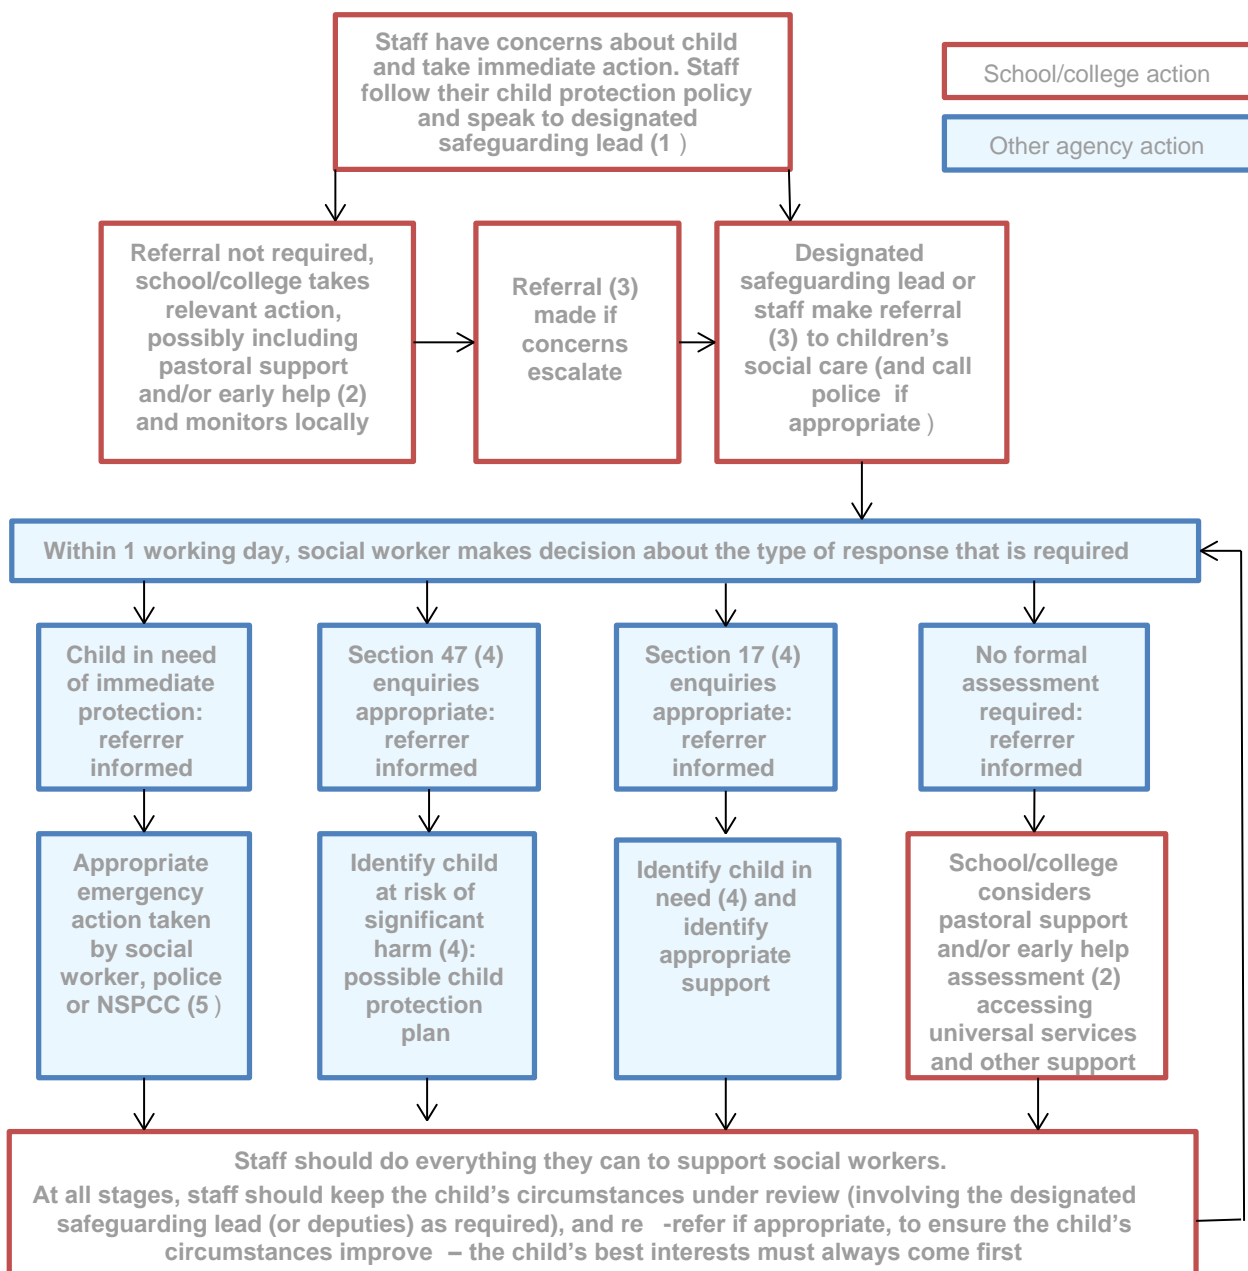 Staff have concerns about child
and take immediate action. Staff
follow their child protection policy
and speak to designated
safeguarding lead (1 )
School/college action
Other agency action
Referral not required,
school/college takes
relevant action,
possibly including
pastoral support
and/or early help (2)
and monitors locally
Referral (3)
made if
concerns
escalate
Designated
safeguarding lead or
staff make referral
(3) to children’s
social care (and call
police if
appropriate )
Within 1 working day, social worker makes decision about the type of response that is required
Child in need
of immediate
protection:
referrer
informed
Section 47 (4)
enquiries
appropriate:
referrer
informed
Section 17 (4)
enquiries
appropriate:
referrer
informed
No formal
assessment
required:
referrer
informed
Appropriate
emergency
action taken
by social
worker, police
or NSPCC (5 )
Identify child
at risk of
significant
harm (4):
possible child
protection
plan
Identify child in
need (4) and
identify
appropriate
support
School/college
considers
pastoral support
and/or early help
assessment (2)
accessing
universal services
and other support
Staff should do everything they can to support social workers.
At all stages, staff should keep the child’s circumstances under review (involving the designated
safeguarding lead (or deputies) as required), and re -refer if appropriate, to ensure the child’s
circumstances improve – the child’s best interests must always come first